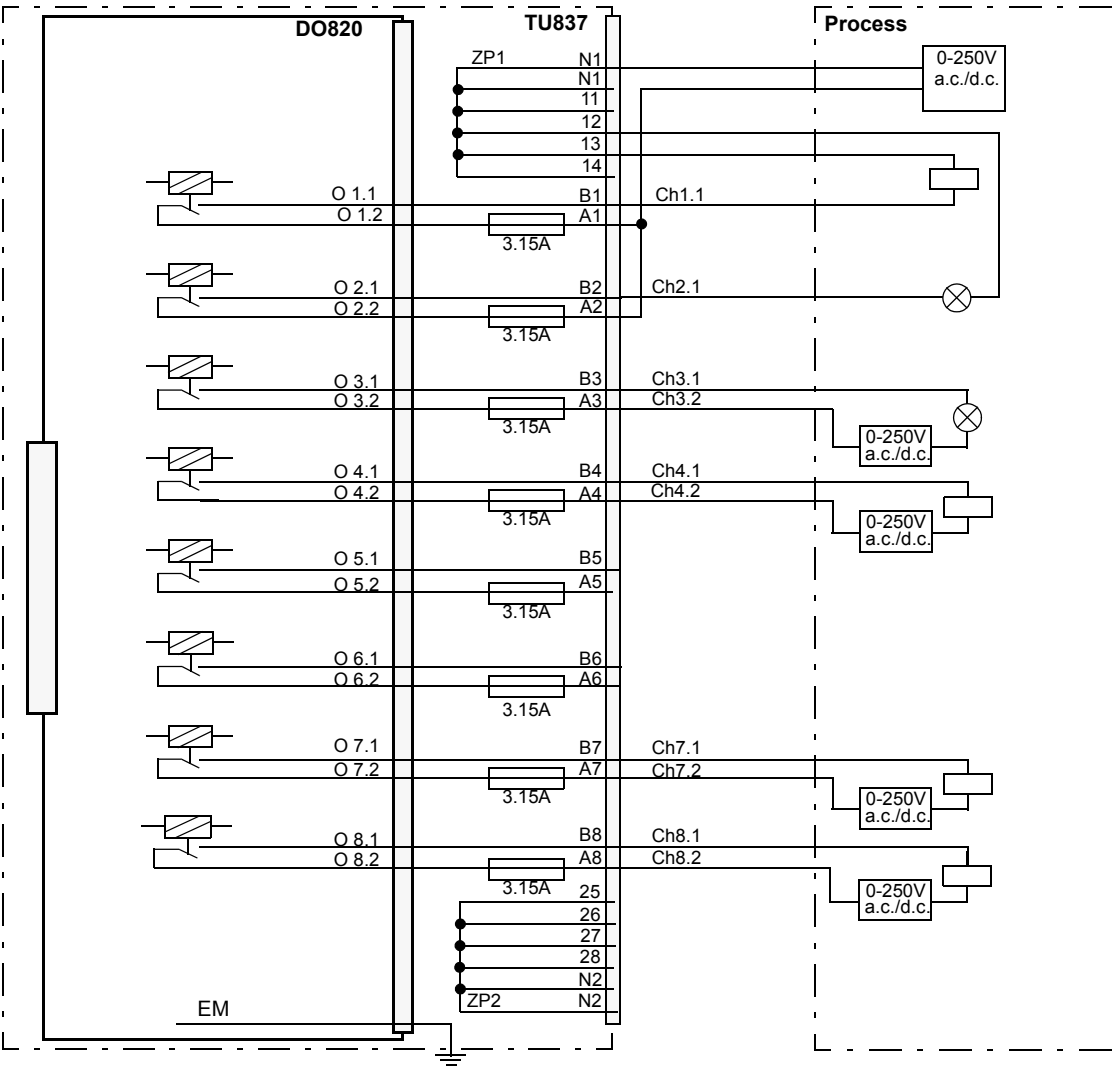 DO820 TU837 Process
ZP1 N1 0-250V
N1 a.c./d.c.
11
12
13
14
O 1.1 B1 Ch1.1
O 1.2 A1
3.15A
O 2.1 B2 Ch2.1
O 2.2 A2
3.15A
O 3.1 B3 Ch3.1
O 3.2 A3 Ch3.2
3.15A 0-250V
a.c./d.c.
O 4.1 B4 Ch4.1
O 4.2 A4 Ch4.2
3.15A 0-250V
a.c./d.c.
O 5.1 B5
O 5.2 A5
3.15A
O 6.1 B6
O 6.2 A6
3.15A
O 7.1 B7 Ch7.1
O 7.2 A7 Ch7.2
3.15A 0-250V
a.c./d.c.
O 8.1 B8 Ch8.1
O 8.2 A8 Ch8.2
3.15A 25 0-250V
26 a.c./d.c.
27
28
N2
EM ZP2 N2